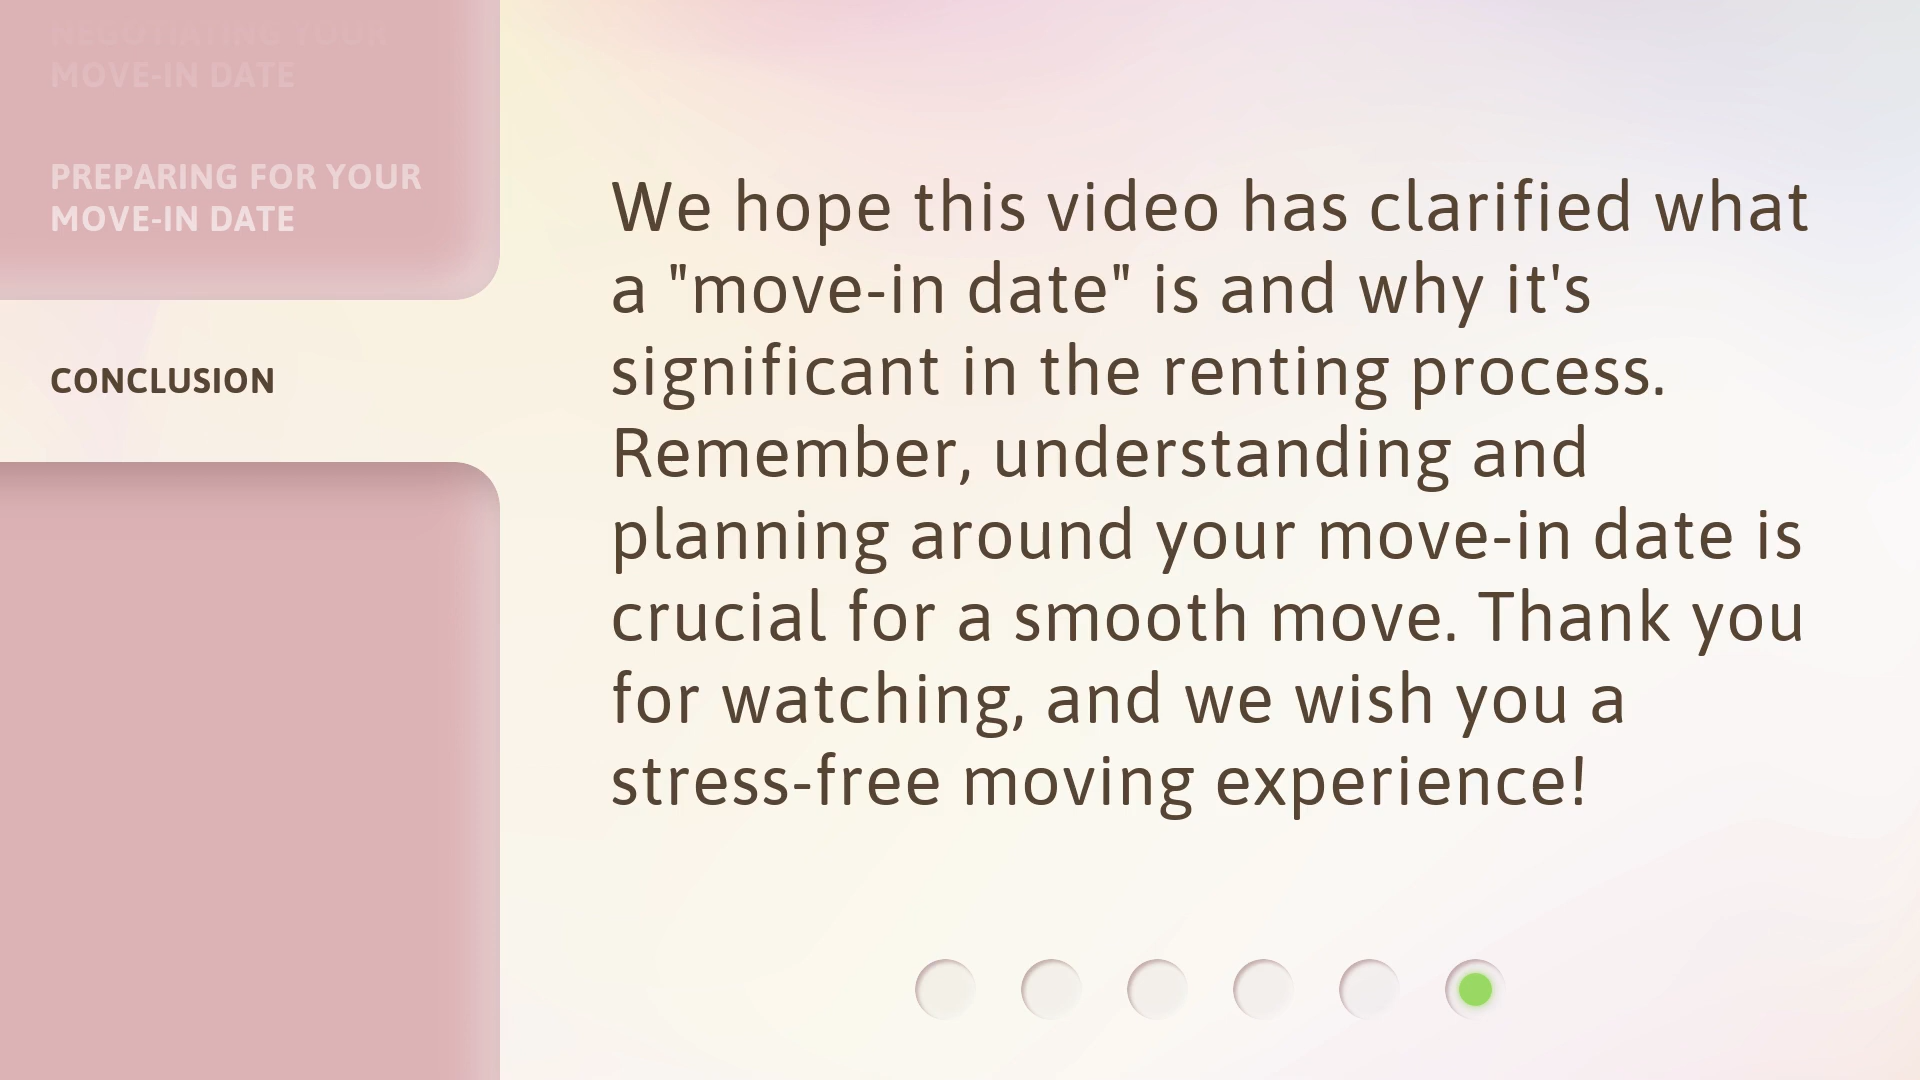 NEGOTIATING YOUR
MOVE-IN DATE
PREPARING FOR YOUR
MOVE-IN DATE
CONCLUSION
We hope this video has clarified what
a "move-in date" is and why it's
significant in the renting process.
Remember, understanding and
planning around your move-in date is
crucial for a smooth move. Thank you
for watching, and we wish you a
stress-free moving experience!